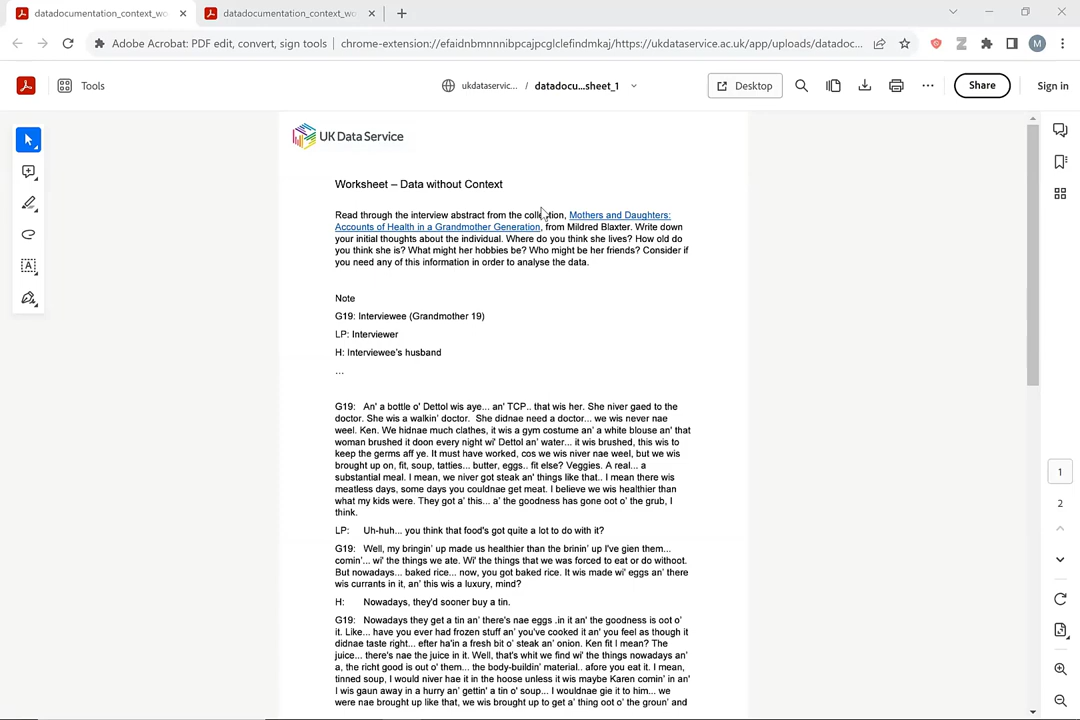 datadocumentation_context_wo
datadocumentation_context_wo
Adobe Acrobat: PDF edit, convert, sign tools
chrome-extension://efaidnbmnnnibpcajpcglclefindmkaj/https://ukdataservice.ac.uk/app/uploads/datadoc...
M
Tools
ukdataservic... / datadocu...sheet_1
Desktop
Share
Sign in
UK Data Service
Worksheet – Data without Context
Read through the interview abstract from the collection, Mothers and Daughters:
Accounts of Health in a Grandmother Generation, from Mildred Blaxter. Write down
your initial thoughts about the individual. Where do you think she lives? How old do
you think she is? What might her hobbies be? Who might be her friends? Consider if
you need any of this information in order to analyse the data.
Note
G19: Interviewee (Grandmother 19)
LP: Interviewer
H: Interviewee's husband
...
G19: An' a bottle o' Dettol wis aye... an' TCP.. that wis her. She niver gaed to the
doctor. She wis a walkin' doctor. She didnae need a doctor... we wis never nae
weel. Ken. We hidnae much clathes, it wis a gym costume an' a white blouse an' that
woman brushed it doon every night wi' Dettol an' water... it wis brushed, this wis to
keep the germs aff ye. It must have worked, cos we wis niver nae weel, but we wis
brought up on, fit, soup, tatties... butter, eggs.. fit else? Veggies. A real... a
substantial meal. I mean, we niver got steak an' things like that.. I mean there wis
meatless days, some days you couldnae get meat. I believe we wis healthier than
what my kids were. They got a' this... a' the goodness has gone oot o' the grub, I
think.
LP: Uh-huh... you think that food's got quite a lot to do with it?
G19: Well, my bringin' up made us healthier than the brinin' up I've gien them...
comin'... wi' the things we ate. Wi' the things that we was forced to eat or do without.
But nowadays... baked rice... now, you got baked rice. It wis made wi' eggs an' there
wis currants in it, an' this wis a luxury, mind?
H: Nowadays, they'd sooner buy a tin.
G19: Nowadays they get a tin an' there's nae eggs .in it an' the goodness is oot o'
it. Like... have you ever had frozen stuff an' you've cooked it an' you feel as though it
didnae taste right... efter ha'in a fresh bit o' steak an' onion. Ken fit I mean? The
juice... there's nae the juice in it. Well, that's whit we find wi' the things nowadays an'
a, the richt good is out o' them... the body-buildin' material.. afore you eat it. I mean,
tinned soup, I would niver hae it in the hoose unless it wis maybe Karen comin' in an'
I wis gaun away in a hurry an' gettin' a tin o' soup... I wouldnae gie it to him... we
were nae brought up like that, we wis brought up to get a' thing oot o' the groun' and
1
2